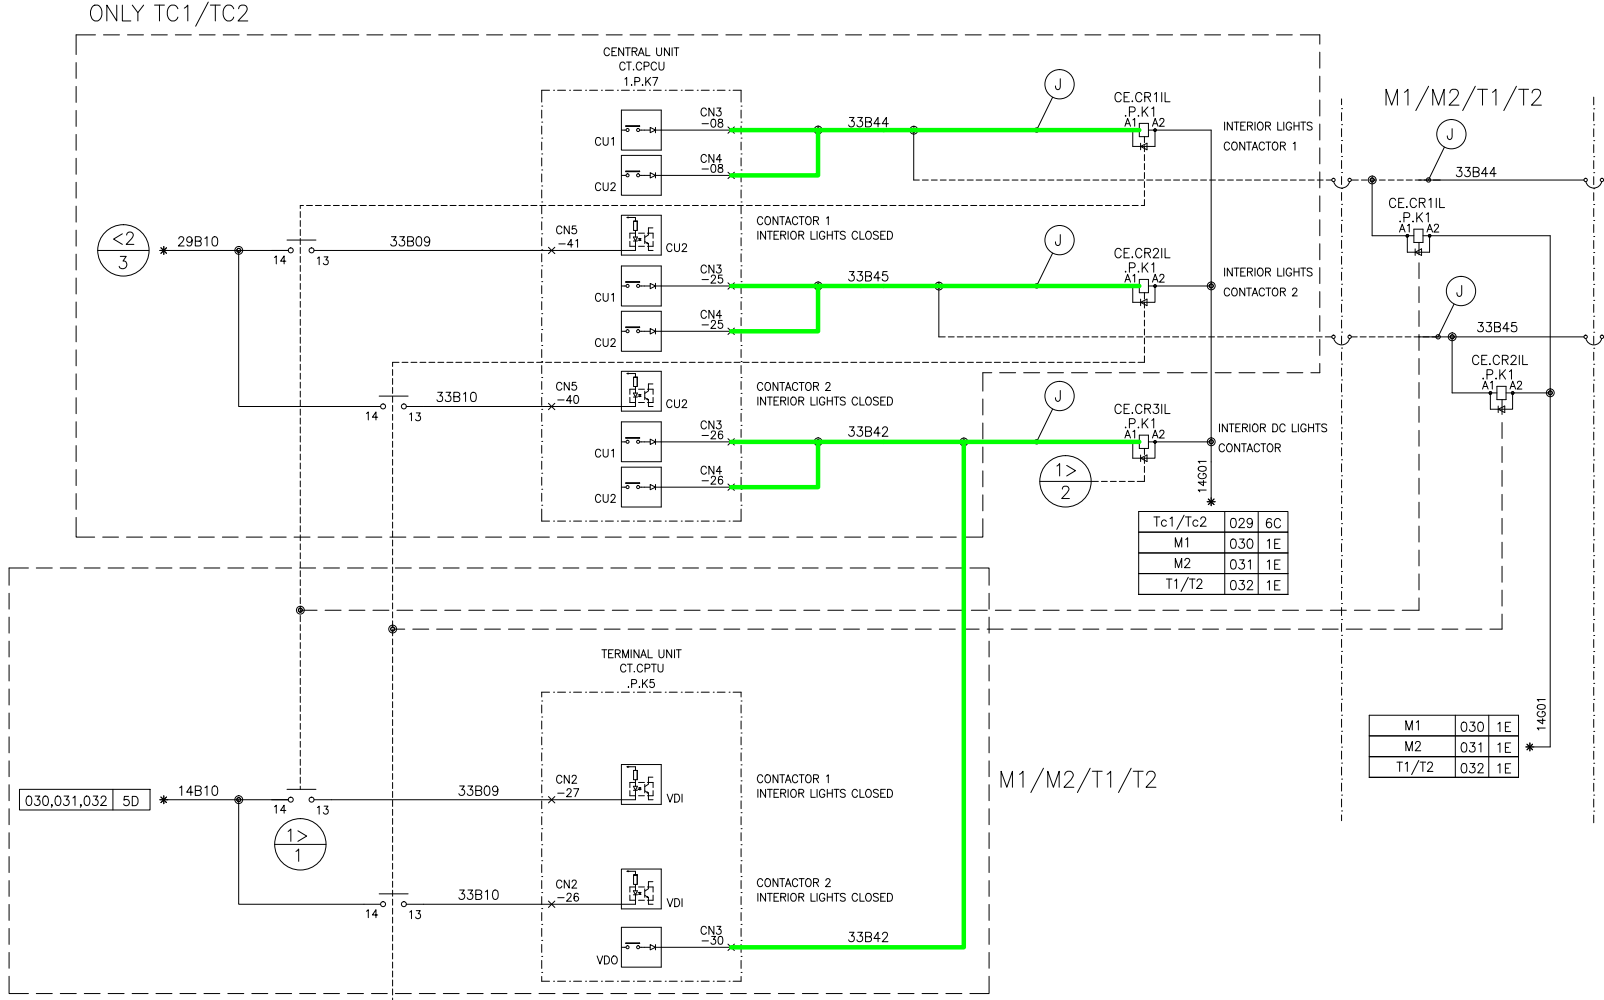 ONLY TC1/TC2
CENTRAL UNIT
CT.CPCU
1.P.K7
CN3
-08
CU1
CN4
-08
CU2
33B44
J
CE.CR1IL
.P.K1
A1 A2
INTERIOR LIGHTS
CONTACTOR 1
M1/M2/T1/T2
J
33B44
CE.CR1IL
.P.K1
A1 A2
<2
3
29B10
14 13
33B09
CN5
-41
CU2
CONTACTOR 1
INTERIOR LIGHTS CLOSED
CN3
-25
CU1
CN4
-25
CU2
33B45
J
CE.CR2IL
.P.K1
A1 A2
INTERIOR LIGHTS
CONTACTOR 2
J
33B45
CE.CR2IL
.P.K1
A1 A2
14 13
33B10
CN5
-40
CU2
CONTACTOR 2
INTERIOR LIGHTS CLOSED
CN3
-26
CU1
CN4
-26
CU2
33B42
J
CE.CR3IL
.P.K1
A1 A2
INTERIOR DC LIGHTS
CONTACTOR
1>
2
14G01
Tc1/Tc2 029 6C
M1 030 1E
M2 031 1E
T1/T2 032 1E
TERMINAL UNIT
CT.CPTU
.P.K5
M1/M2/T1/T2
14G01
M1 030 1E
M2 031 1E
T1/T2 032 1E
030,031,032 5D
14B10
14 13
1>
1
33B09
CN2
-27
VDI
CONTACTOR 1
INTERIOR LIGHTS CLOSED
14 13
33B10
CN2
-26
VDI
CONTACTOR 2
INTERIOR LIGHTS CLOSED
CN3
-30
VDO
33B42